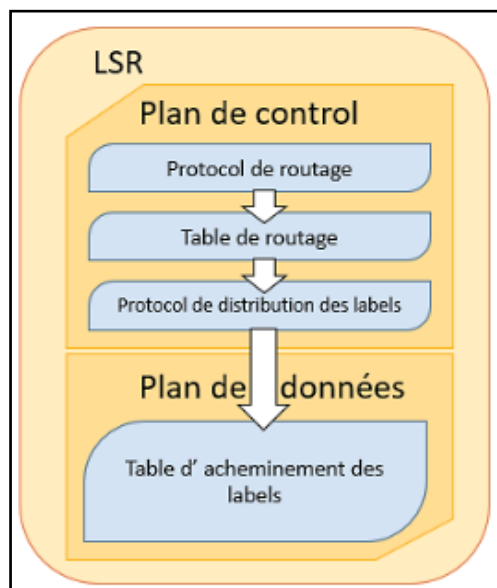 LSR
Plan de control
Protocol de routage
Table de routage
Protocol de distribution des labels
Plan de données
Table d' acheminement des
labels